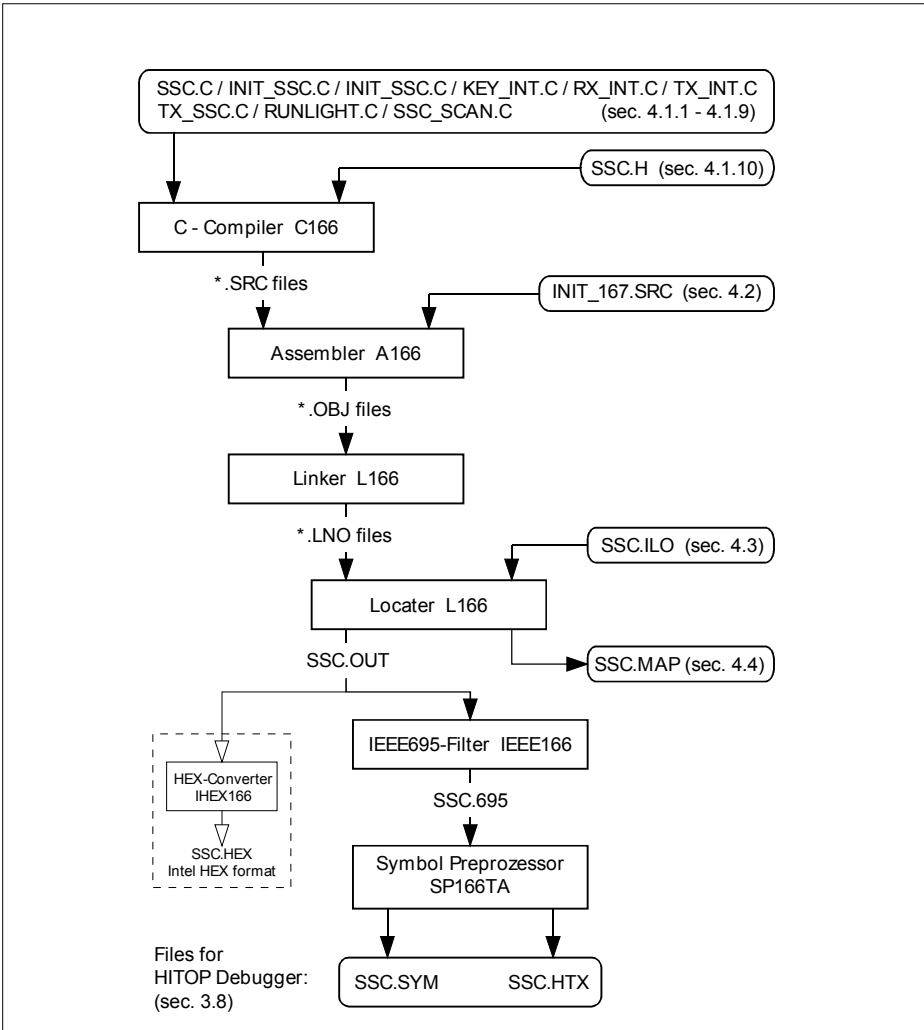 SSC.C / INIT_SSC.C / INIT_SSC.C / KEY_INT.C / RX_INT.C / TX_INT.C
TX_SSC.C / RUNLIGHT.C / SSC_SCAN.C (sec. 4.1.1 - 4.1.9)
SSC.H (sec. 4.1.10)
C - Compiler C166
*.SRC files
INIT_167.SRC (sec. 4.2)
Assembler A166
*.OBJ files
Linker L166
*.LNO files
SSC.ILO (sec. 4.3)
Locater L166
SSC.OUT
SSC.MAP (sec. 4.4)
IEEE695-Filter IEEE166
HEX-Converter
IHEX166
SSC.695
SSC.HEX
Intel HEX format
Symbol Preprozessor
SP166TA
Files for
HITOP Debugger:
(sec. 3.8)
SSC.SYM SSC.HTX